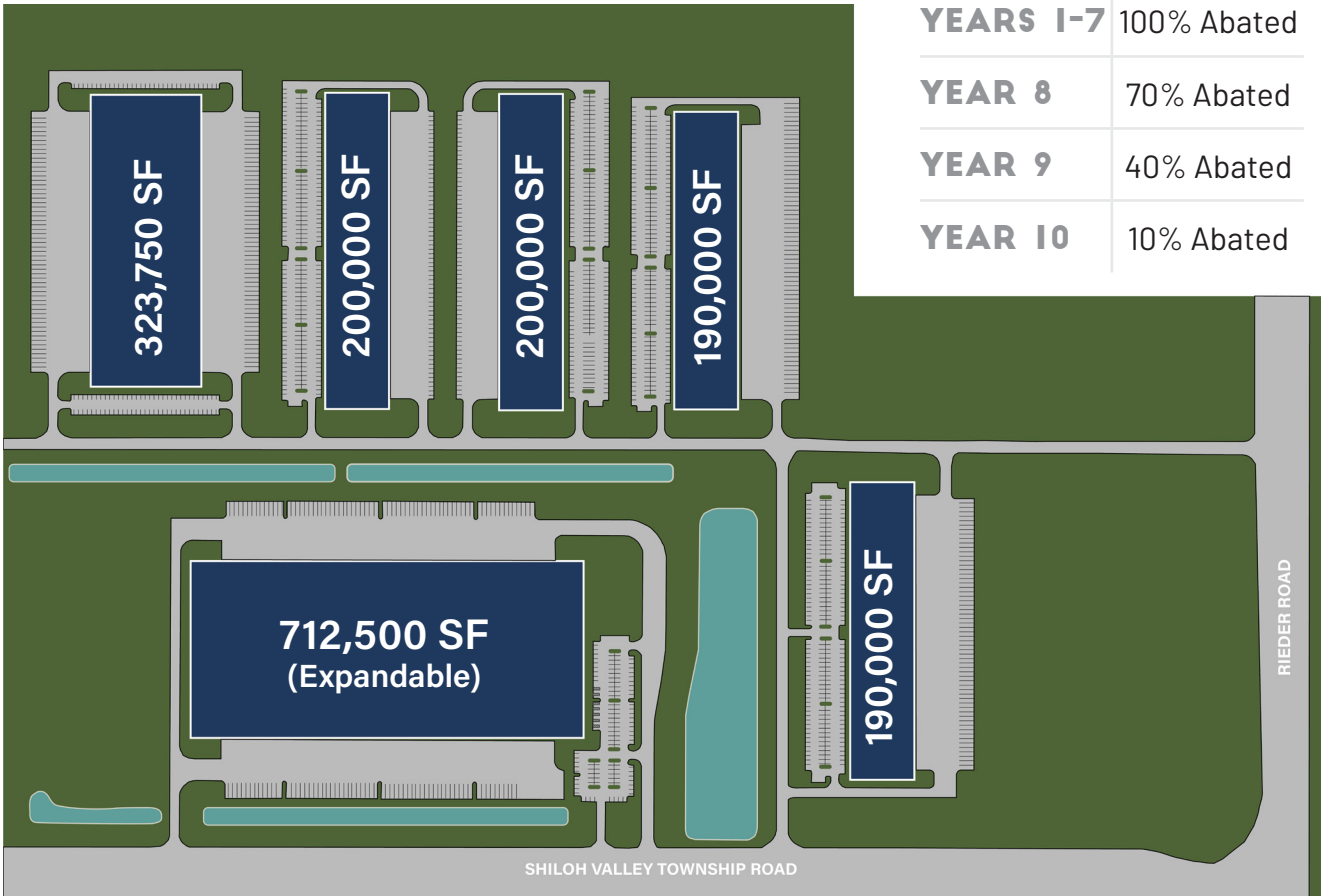 YEARS 1-7 100% Abated
YEAR 8 70% Abated
YEAR 9 40% Abated
YEAR 10 10% Abated
323,750 SF
200,000 SF
200,000 SF
190,000 SF
712,500 SF
(Expandable)
190,000 SF
RIEDER ROAD
SHILOH VALLEY TOWNSHIP ROAD